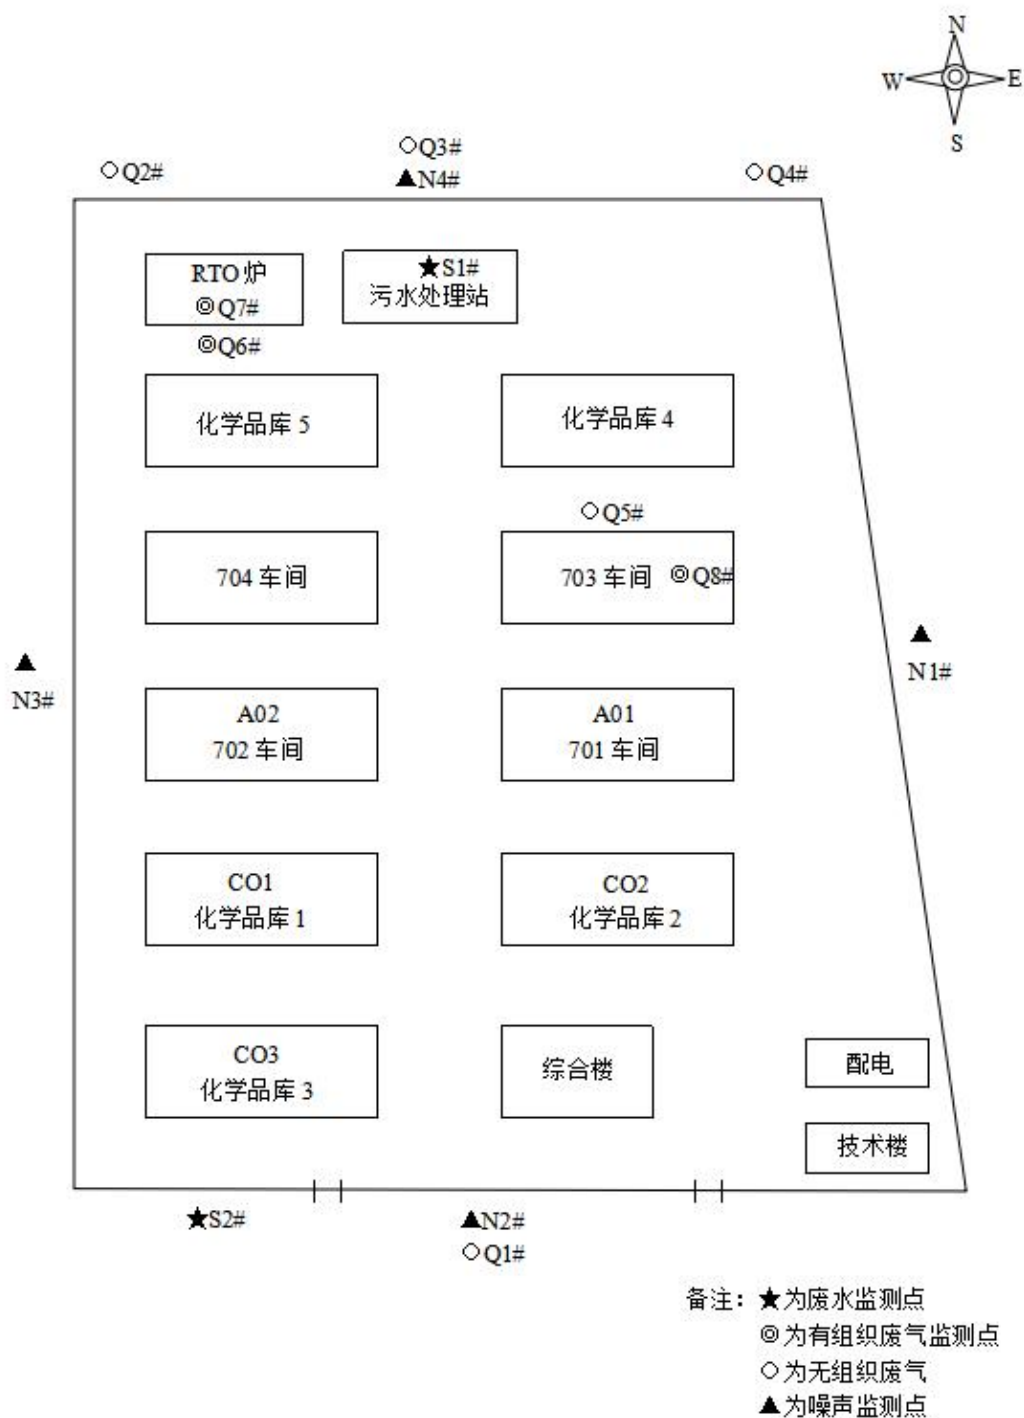 N
W E
S
○Q3#
○Q2# ▲N4# ○Q4#
RTO 炉
◎Q7#
★S1#
污水处理站
◎Q6#
化学品库 5
化学品库 4
○Q5#
704 车间
703 车间 ◎Q8#
▲
N3#
▲
N1#
A02
702 车间
A01
701 车间
CO1
化学品库 1
CO2
化学品库 2
CO3
化学品库 3
综合楼
配电
技术楼
★S2#
▲N2#
○Q1#
备注：★为废水监测点
◎为有组织废气监测点
○为无组织废气
▲为噪声监测点